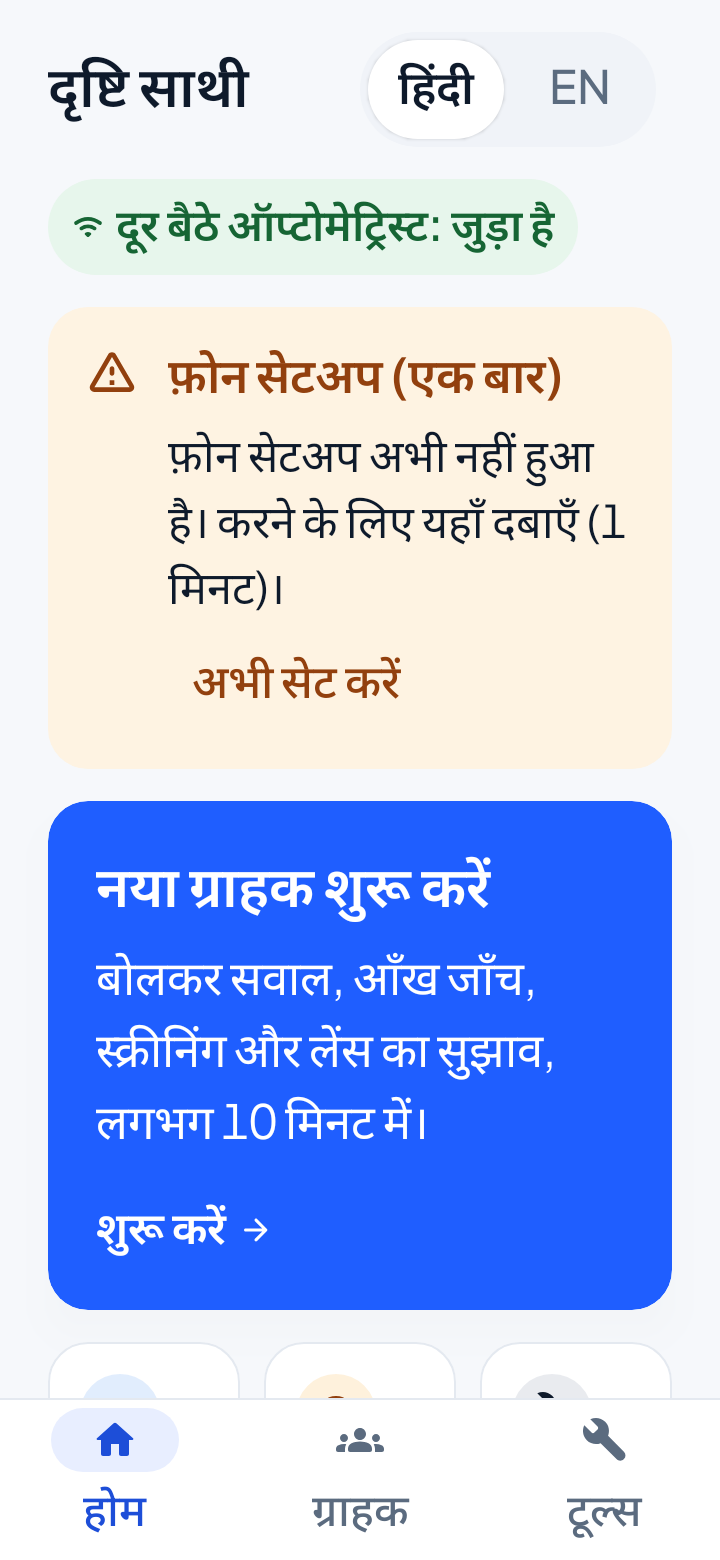 दृष्टि साथी
हिंदी
EN
दूर बैठे ऑप्टोमेट्रिस्ट: जुड़ा है
फ़ोन सेटअप (एक बार)
फ़ोन सेटअप अभी नहीं हुआ
है। करने के लिए यहाँ दबाएँ (1
मिनट)।
अभी सेट करें
नया ग्राहक शुरू करें
बोलकर सवाल, आँख जाँच,
स्क्रीनिंग और लेंस का सुझाव,
लगभग 10 मिनट में।
शुरू करें →
होम
ग्राहक
टूल्स